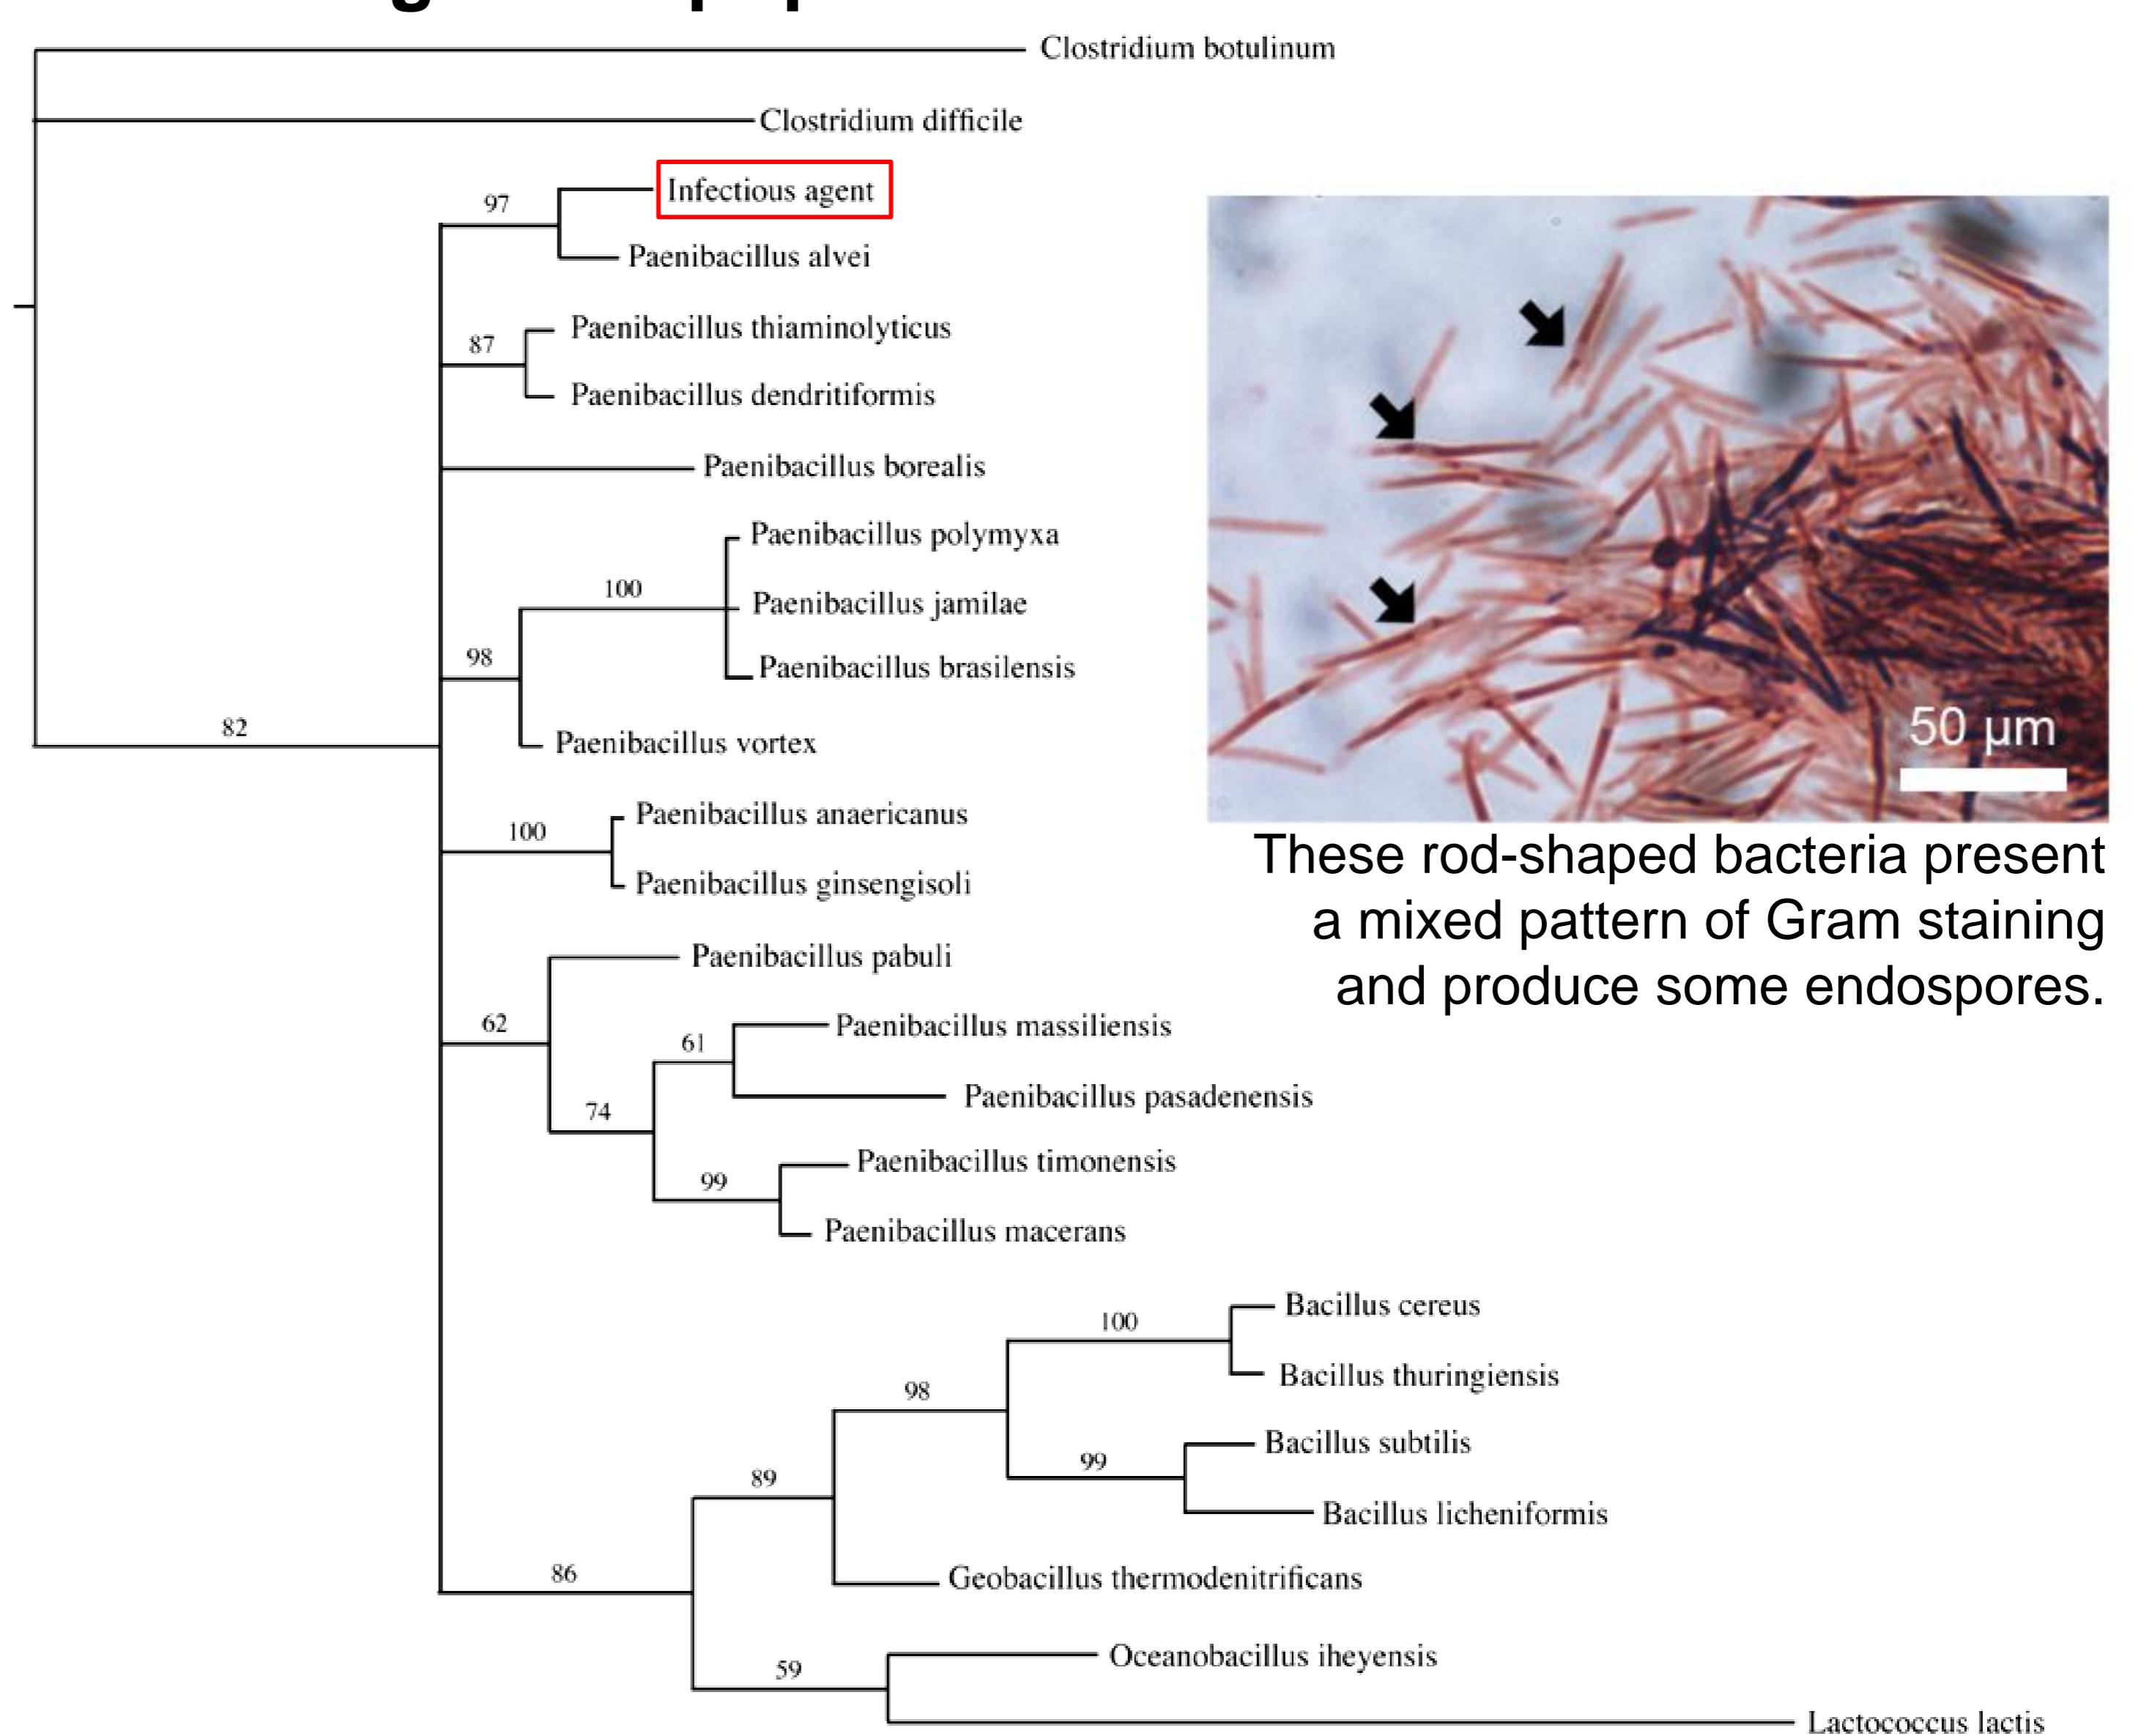 Clostridium botulinum
Clostridium difficile
97
Infectious agent
Paenibacillus alvei
87
Paenibacillus thiaminolyticus
Paenibacillus dendritiformis
Paenibacillus borealis
Paenibacillus polymyxa
100
Paenibacillus jamilae
98
Paenibacillus brasilensis
82
Paenibacillus vortex
Paenibacillus anaericanus
100
Paenibacillus ginsengisoli
Paenibacillus pabuli
62
Paenibacillus massiliensis
61
Paenibacillus pasadenensis
74
Paenibacillus timonensis
99
Paenibacillus macerans
Bacillus cereus
100
Bacillus thuringiensis
98
Bacillus subtilis
99
89
Bacillus licheniformis
86
Geobacillus thermodenitrificans
Oceanobacillus iheyensis
59
Lactococcus lactis
50 µm
These rod-shaped bacteria present
a mixed pattern of Gram staining
and produce some endospores.